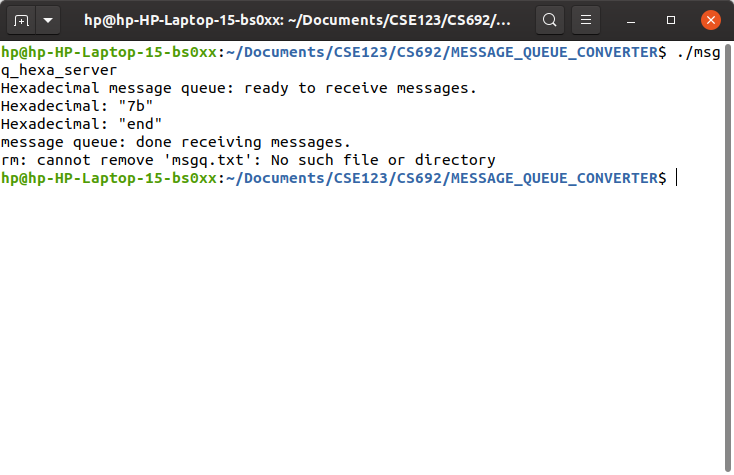 hp@hp-HP-Laptop-15-bs0xx: ~/Documents/CSE123/CS692/...
hp@hp-HP-Laptop-15-bs0xx:~/Documents/CSE123/CS692/MESSAGE_QUEUE_CONVERTER$ ./msg
q_hexa_server
Hexadecimal message queue: ready to receive messages.
Hexadecimal: "7b"
Hexadecimal: "end"
message queue: done receiving messages.
rm: cannot remove 'msgq.txt': No such file or directory
hp@hp-HP-Laptop-15-bs0xx:~/Documents/CSE123/CS692/MESSAGE_QUEUE_CONVERTER$